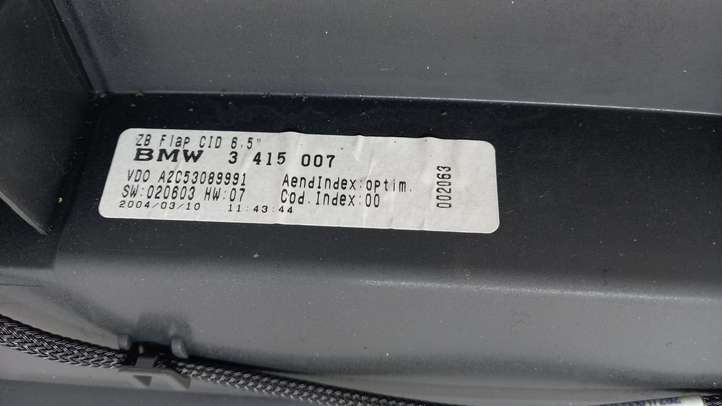 ZB Flap CID 6,5"
BMW 3 415 007
VDO A2C53089991 AendIndex:optim.
SW:020603 HW:07 Cod.Index:00
2004/03/10 11:43:44
002063